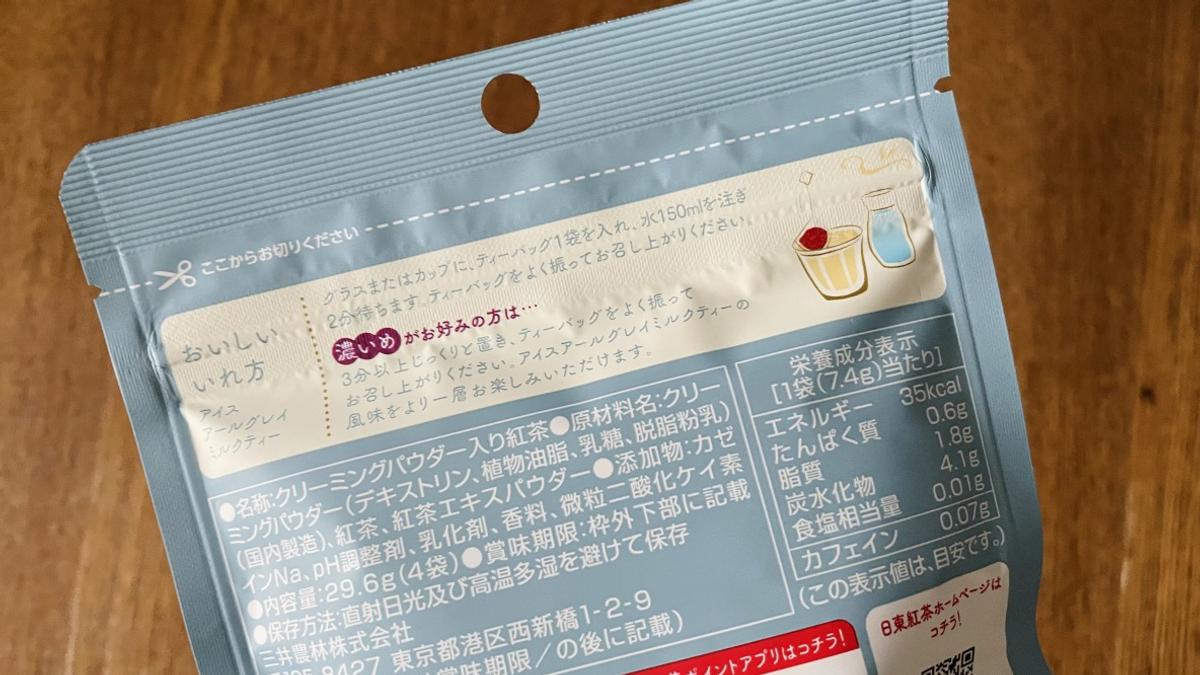 ここからお切りください
おいしい
いれ方
アイス
アールグレイ
ミルクティー
グラスまたはカップに、ティーバッグ1袋を入れ、水150mlを注ぎ
2分待ちます。ティーバッグをよく振ってお召し上がりください。
濃いめがお好みの方は…
3分以上じっくりと置き、ティーバッグをよく振って
お召し上がりください。アイスアールグレイミルクティーの
風味をより一層お楽しみいただけます。
●名称:クリーミングパウダー入り紅茶●原材料名:クリー
ミングパウダー(デキストリン、植物油脂、乳糖、脱脂粉乳)
(国内製造)、紅茶、紅茶エキスパウダー●添加物:カゼ
インNa、pH調整剤、乳化剤、香料、微粒二酸化ケイ素
●内容量:29.6g(4袋)●賞味期限:枠外下部に記載
●保存方法:直射日光及び高温多湿を避けて保存
三井農林株式会社
8427 東京都港区西新橋1-2-9
賞味期限/の後に記載)
栄養成分表示
[1袋(7.4g)当たり]
エネルギー 35kcal
たんぱく質 0.6g
脂質 1.8g
炭水化物 4.1g
食塩相当量 0.01g
カフェイン 0.07g
(この表示値は、目安です。)
ポイントアプリはコチラ!
日東紅茶ホームページは
コチラ!